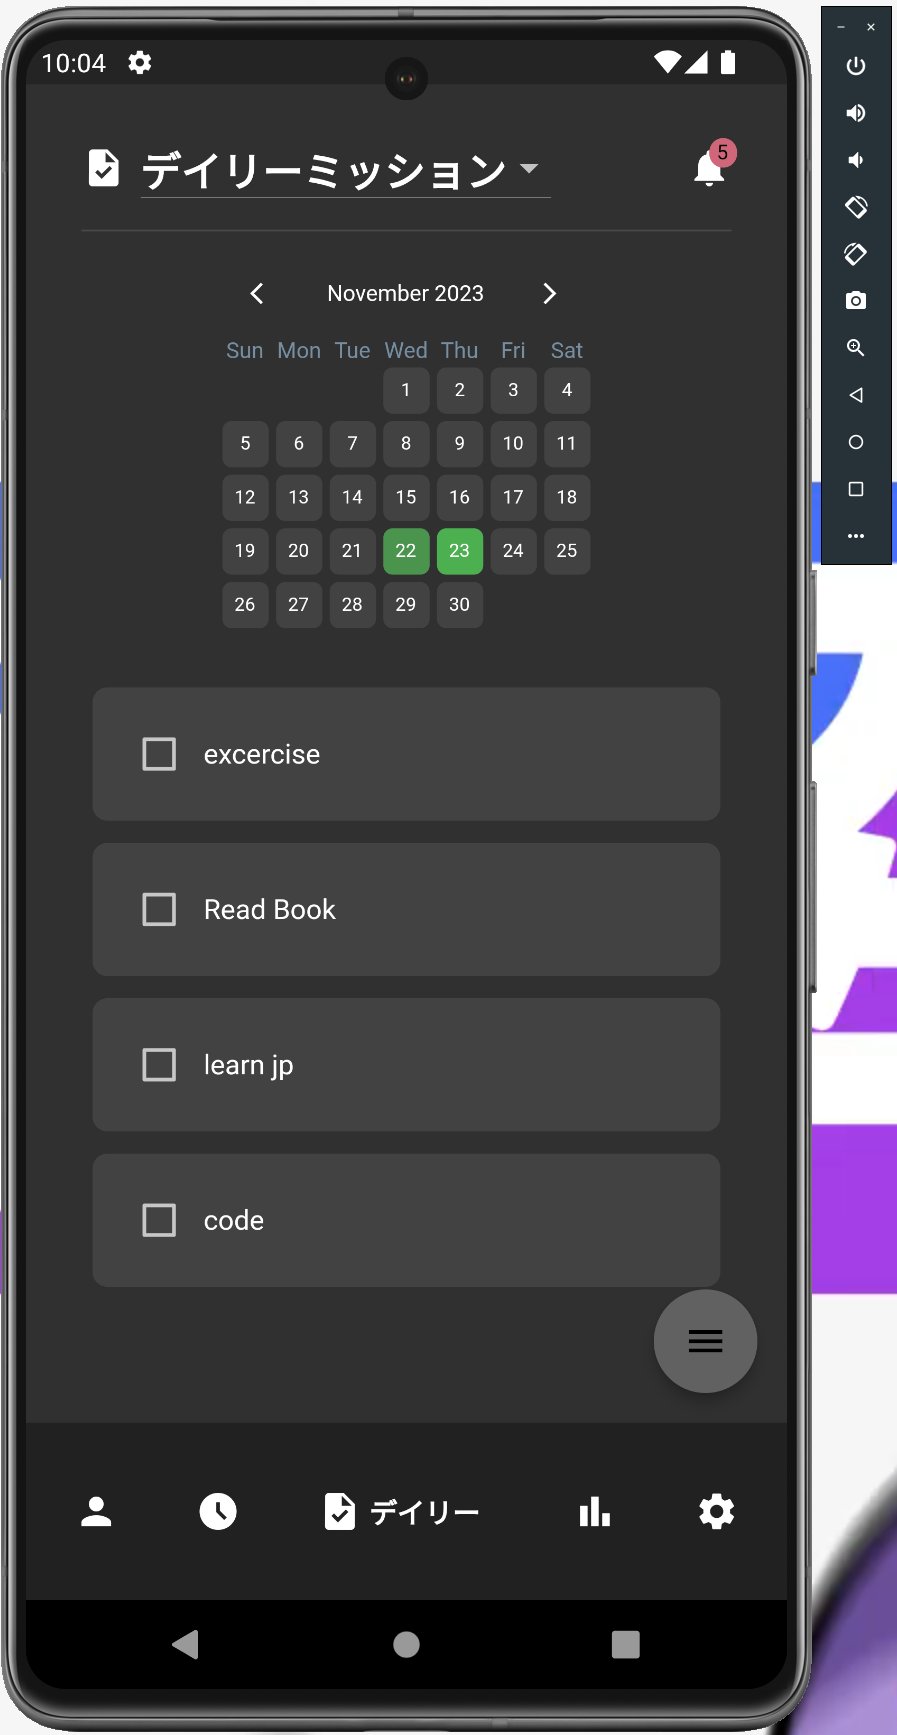 10:04
デイリーミッション
5
November 2023
Sun Mon Tue Wed Thu Fri Sat
1 2 3 4
5 6 7 8 9 10 11
12 13 14 15 16 17 18
19 20 21 22 23 24 25
26 27 28 29 30
excercise
Read Book
learn jp
code
デイリー